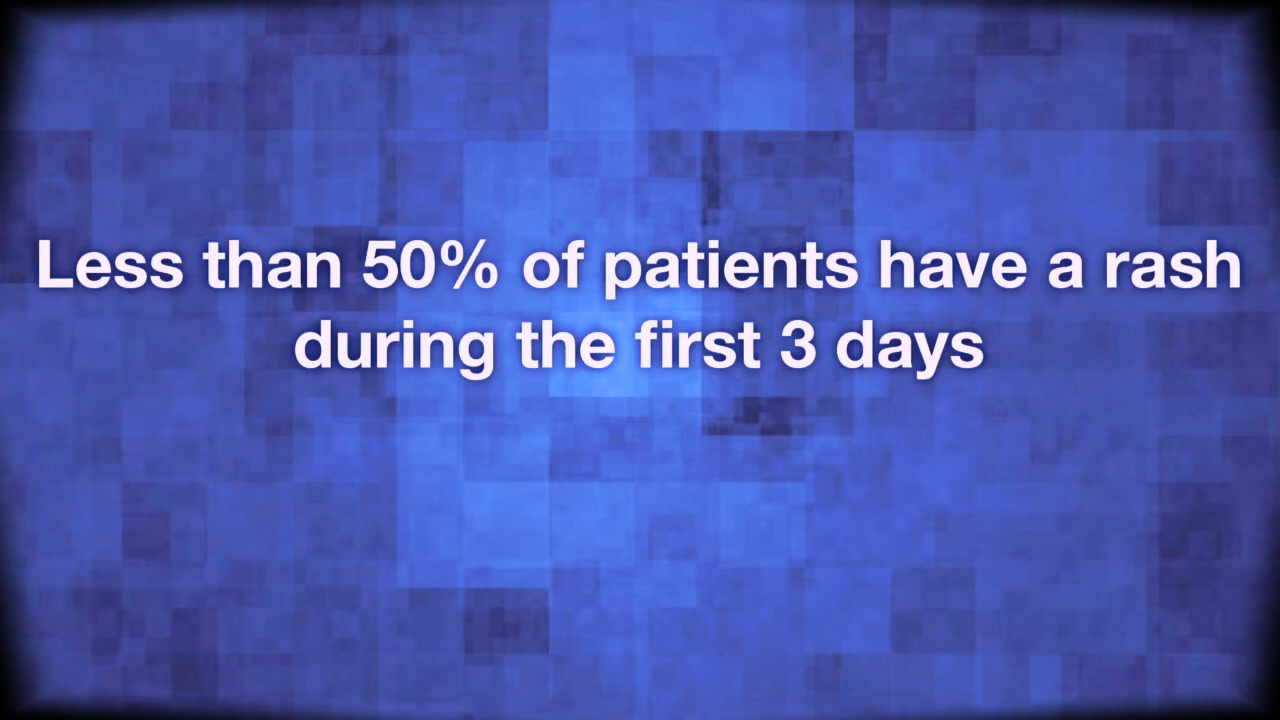 Less than 50% of patients have a rash
during the first 3 days